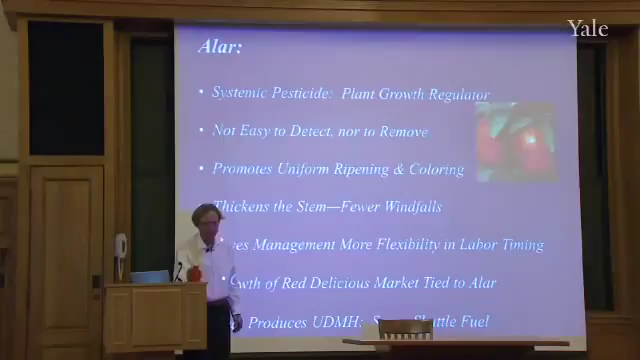 Yale
Alar:
• Systemic Pesticide: Plant Growth Regulator
• Not Easy to Detect, nor to Remove
• Promotes Uniform Ripening & Coloring
Thickens the Stem—Fewer Windfalls
ves Management More Flexibility in Labor Timing
• wth of Red Delicious Market Tied to Alar
Produces UDMH: Shuttle Fuel